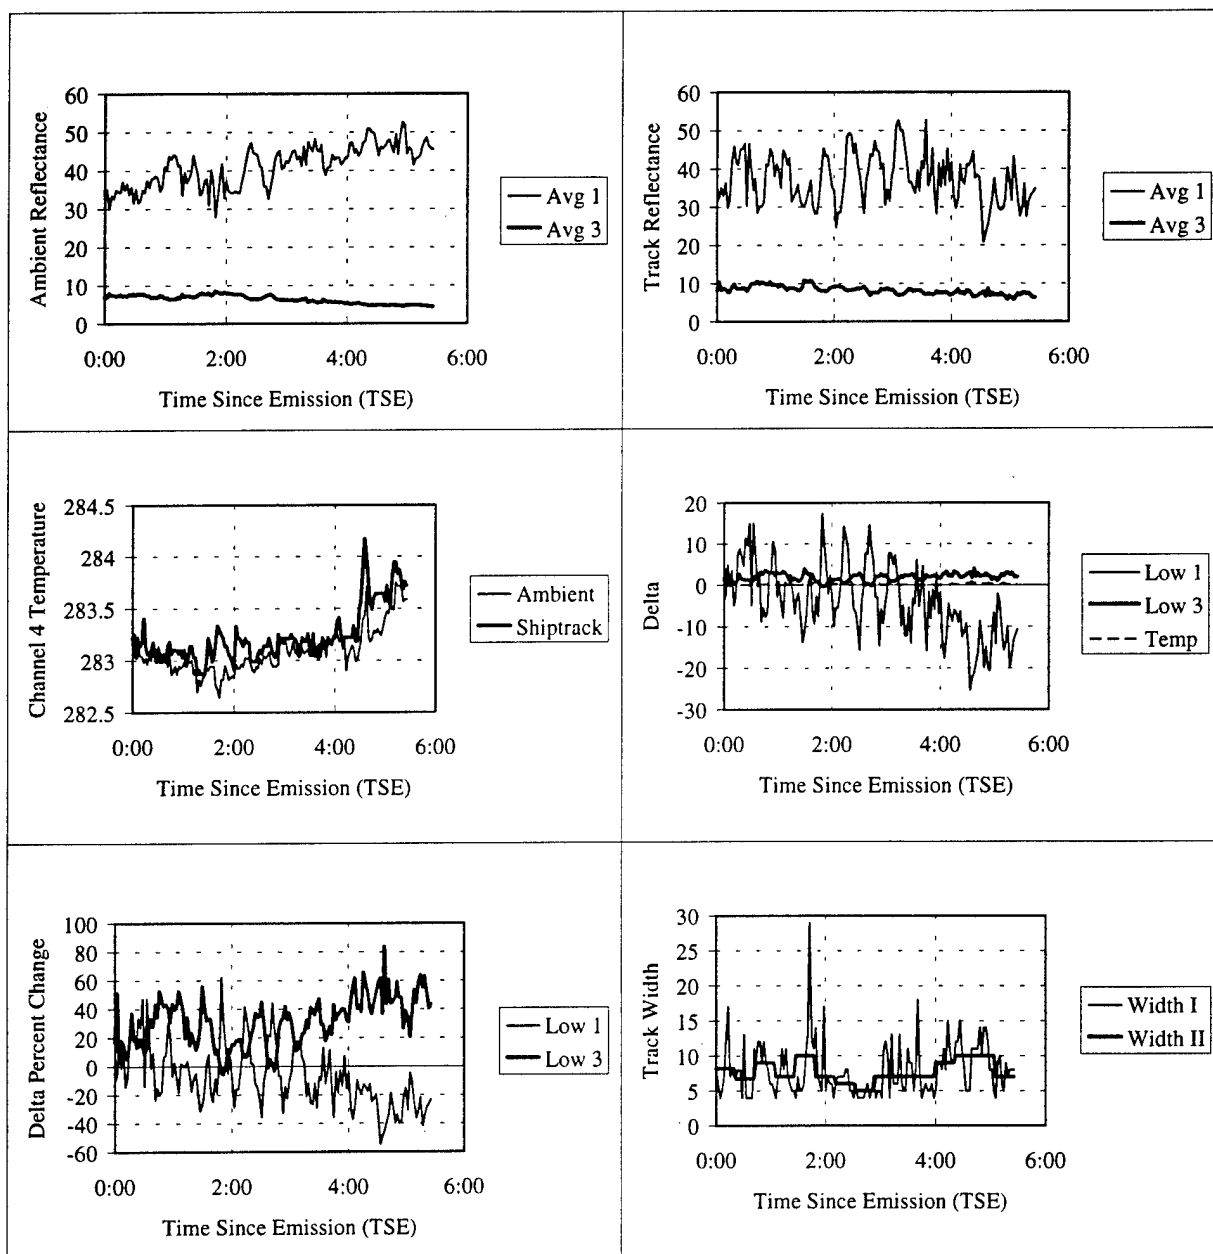 60
50
40
30
20
10
0
Ambient Reflectance
0:00 2:00 4:00 6:00
Time Since Emission (TSE)
Avg 1
Avg 3
60
50
40
30
20
10
0
Track Reflectance
0:00 2:00 4:00 6:00
Time Since Emission (TSE)
Avg 1
Avg 3
284.5
284
283.5
283
282.5
Channel 4 Temperature
0:00 2:00 4:00 6:00
Time Since Emission (TSE)
Ambient
Shiptrack
20
10
0
-10
-20
-30
Delta
0:00 2:00 4:00 6:00
Time Since Emission (TSE)
Low 1
Low 3
Temp
100
80
60
40
20
0
-20
-40
-60
Delta Percent Change
0:00 2:00 4:00 6:00
Time Since Emission (TSE)
Low 1
Low 3
30
25
20
15
10
5
0
Track Width
0:00 2:00 4:00 6:00
Time Since Emission (TSE)
Width I
Width II